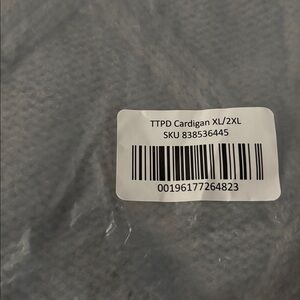 TTPD Cardigan XL/2XL
SKU 838536445
00196177264823